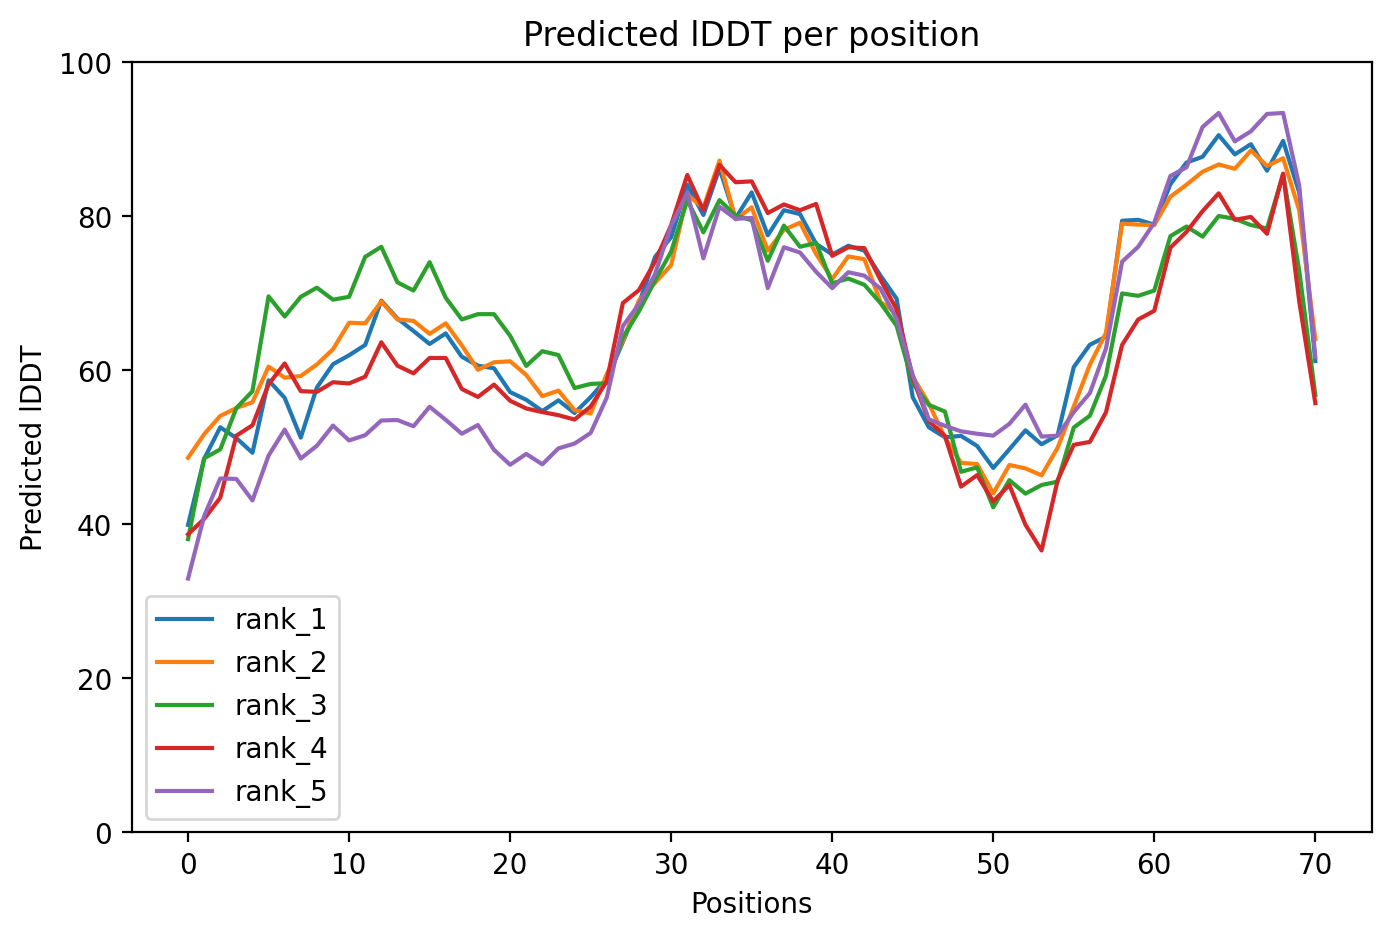 Predicted lDDT per position
100
80
60
40
20
0
Predicted lDDT
rank_1
rank_2
rank_3
rank_4
rank_5
0 10 20 30 40 50 60 70
Positions